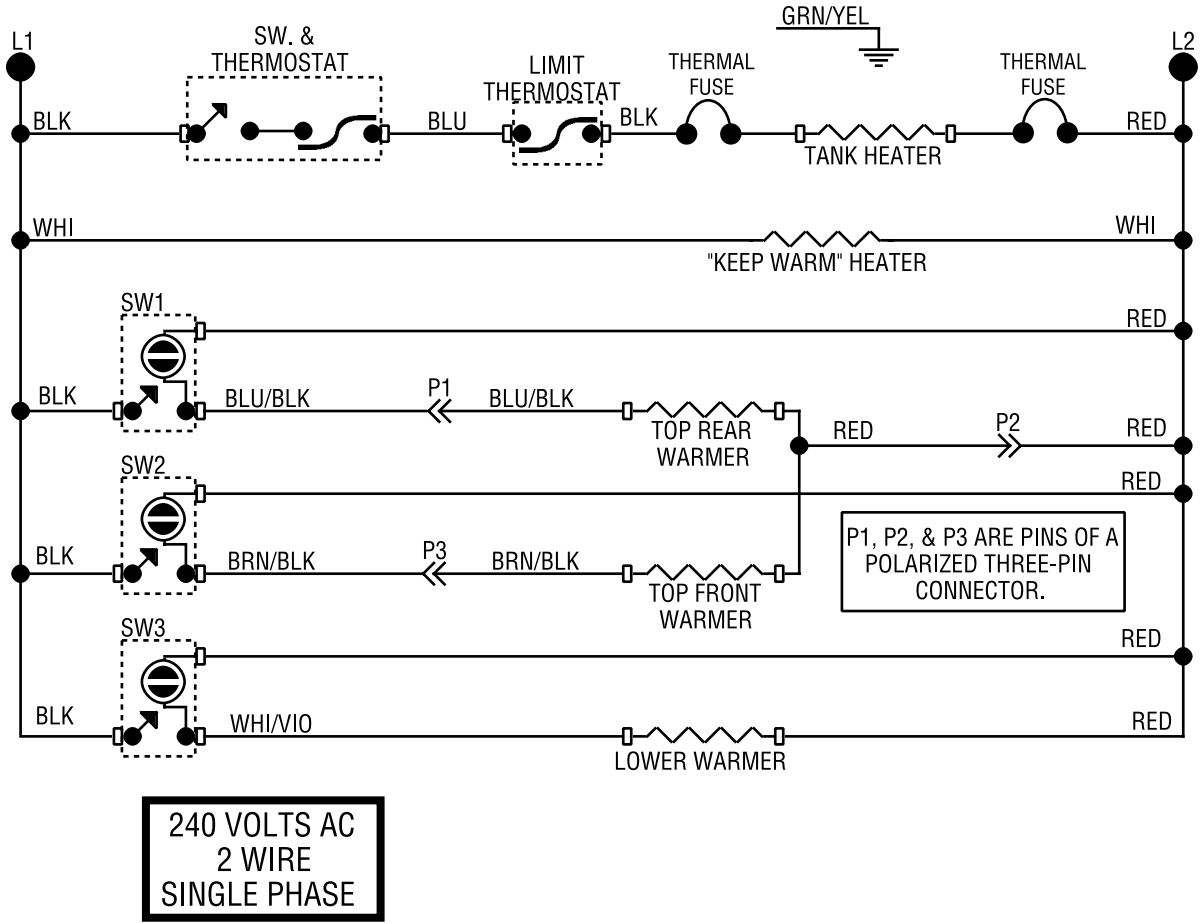 GRN/YEL
L1
SW. &
THERMOSTAT
LIMIT
THERMOSTAT
THERMAL
FUSE
THERMAL
FUSE
L2
BLK
BLU
BLK
TANK HEATER
RED
WHI
"KEEP WARM" HEATER
WHI
SW1
RED
BLK
BLU/BLK
P1
BLU/BLK
TOP REAR
WARMER
RED
P2
RED
SW2
RED
BLK
BRN/BLK
P3
BRN/BLK
TOP FRONT
WARMER
P1, P2, & P3 ARE PINS OF A
POLARIZED THREE-PIN
CONNECTOR.
SW3
RED
BLK
WHI/VIO
LOWER WARMER
RED
240 VOLTS AC
2 WIRE
SINGLE PHASE